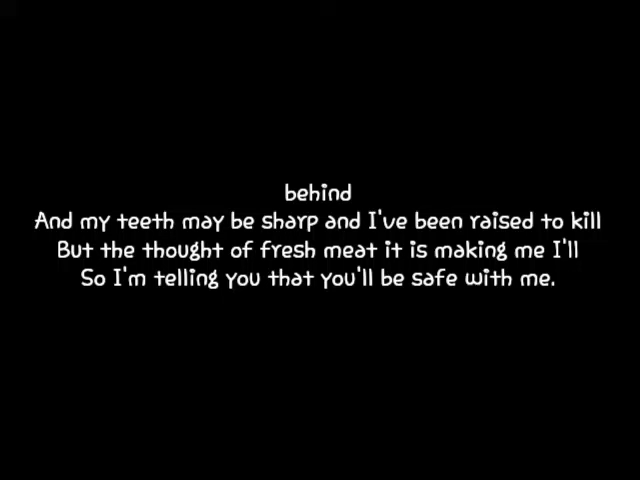 behind
And my teeth may be sharp and I've been raised to kill
But the thought of fresh meat it is making me I'll
So I'm telling you that you'll be safe with me.